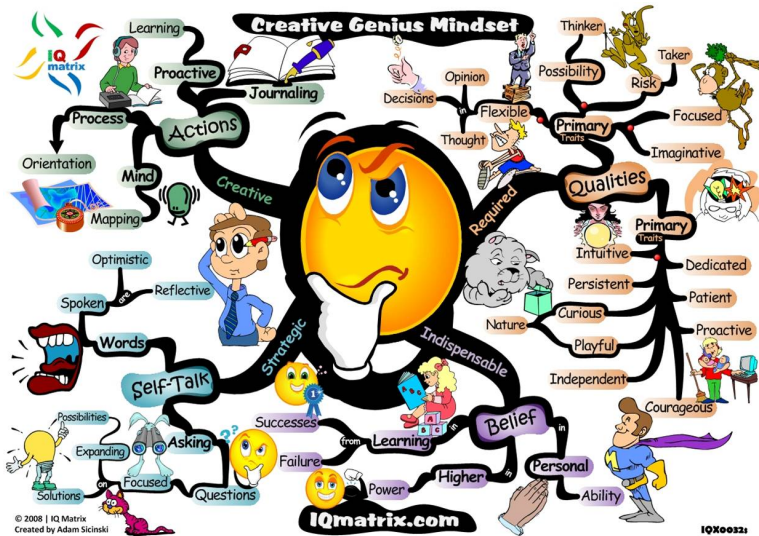 Creative Genius Mindset
IQ
matrix
Learning
Proactive
Journaling
Process
Actions
Orientation
Mind
Mapping
Creative
Thinker
Possibility
Taker
Risk
Opinion
Decisions
in
Flexible
Thought
Primary
Traits
Focused
Imaginative
Required
Qualities
Primary
Traits
Intuitive
Dedicated
Persistent
Patient
Nature
Curious
Playful
Proactive
Independent
Courageous
Optimistic
Spoken
are
Reflective
Words
Strategic
Self-Talk
Possibilities
Expanding
Asking
??
Solutions
on
Focused
Questions
Indispensable
1
A
B C
Successes
from
Learning
in
Belief
in
Failure
Power
Higher
in
Personal
Ability
M
© 2008 | IQ Matrix
Created by Adam Sicinski
IQmatrix.com
IQX00321